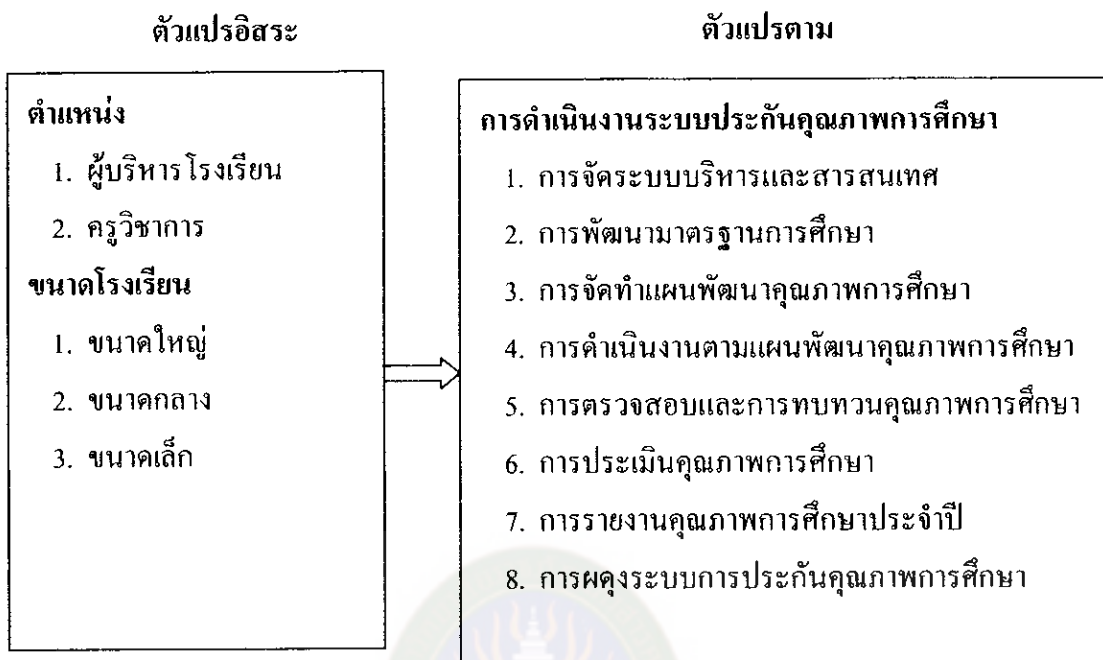 ตัวแปรอิสระ
ตำแหน่ง
1. ผู้บริหารโรงเรียน
2. ครูวิชาการ
ขนาดโรงเรียน
1. ขนาดใหญ่
2. ขนาดกลาง
3. ขนาดเล็ก
ตัวแปรตาม
การดำเนินงานระบบประกันคุณภาพการศึกษา
1. การจัดระบบบริหารและสารสนเทศ
2. การพัฒนามาตรฐานการศึกษา
3. การจัดทำแผนพัฒนาคุณภาพการศึกษา
4. การดำเนินงานตามแผนพัฒนาคุณภาพการศึกษา
5. การตรวจสอบและการทบทวนคุณภาพการศึกษา
6. การประเมินคุณภาพการศึกษา
7. การรายงานคุณภาพการศึกษาประจำปี
8. การผดุงระบบการประกันคุณภาพการศึกษา